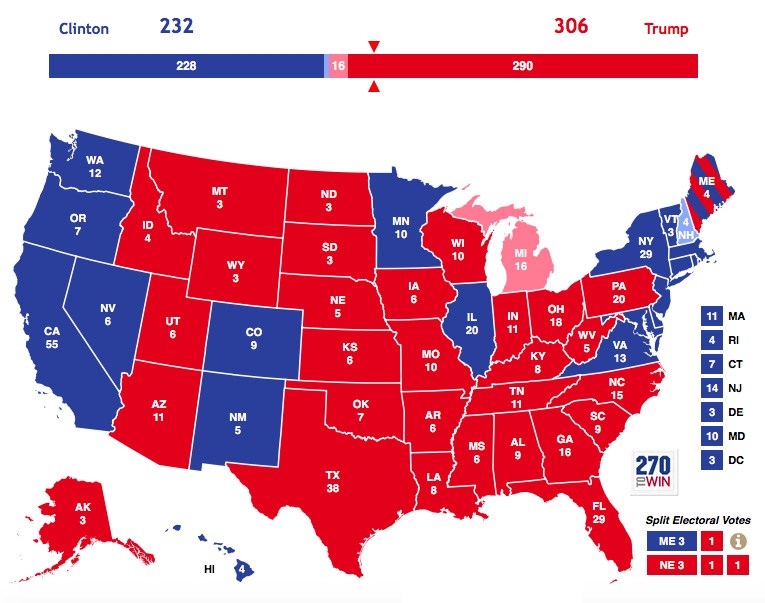 Clinton 232 306 Trump
228 16 290
WA
12
OR
7
CA
55
NV
6
ID
4
MT
3
WY
3
UT
6
AZ
11
CO
9
NM
5
ND
3
SD
3
NE
5
KS
6
OK
7
TX
38
MN
10
IA
6
MO
10
AR
6
LA
8
WI
10
IL
20
MI
16
IN
11
OH
18
KY
8
TN
11
MS
6
AL
9
GA
16
FL
29
SC
9
NC
15
VA
13
WV
5
PA
20
NY
29
VT
3
4
NH
ME
4
AK
3
HI 4
11 MA
4 RI
7 CT
14 NJ
3 DE
10 MD
3 DC
270
TO WIN
Split Electoral Votes
ME 3 1 i
NE 3 1 1